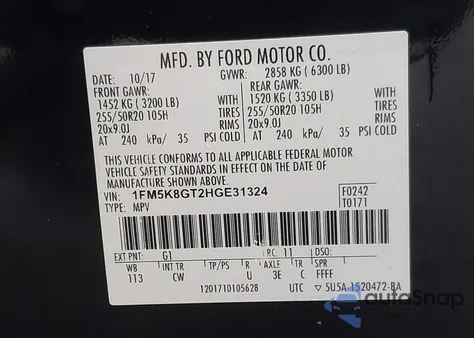 MFD. BY FORD MOTOR CO.
DATE: 10/17 GVWR: 2858 KG ( 6300 LB)
FRONT GAWR: REAR GAWR:
1452 KG ( 3200 LB) WITH 1520 KG ( 3350 LB) WITH
255/50R20 105H TIRES 255/50R20 105H TIRES
20x9.0J RIMS 20x9.0J RIMS
AT 240 kPa/ 35 PSI COLD AT 240 kPa/ 35 PSI COLD
THIS VEHICLE CONFORMS TO ALL APPLICABLE FEDERAL MOTOR
VEHICLE SAFETY STANDARDS IN EFFECT ON THE DATE OF
MANUFACTURE SHOWN ABOVE.
VIN: 1FM5K8GT2HGE31324 F0242
TYPE: MPV T0171
EXT PNT: G1 RC: 11 DSO:
WB INT TR TP/PS R AXLE TR SPR
113 CW U 3E C FFFF
1201710105628 UTC ▽ 5U5A-1520472-BA
AutoSnap